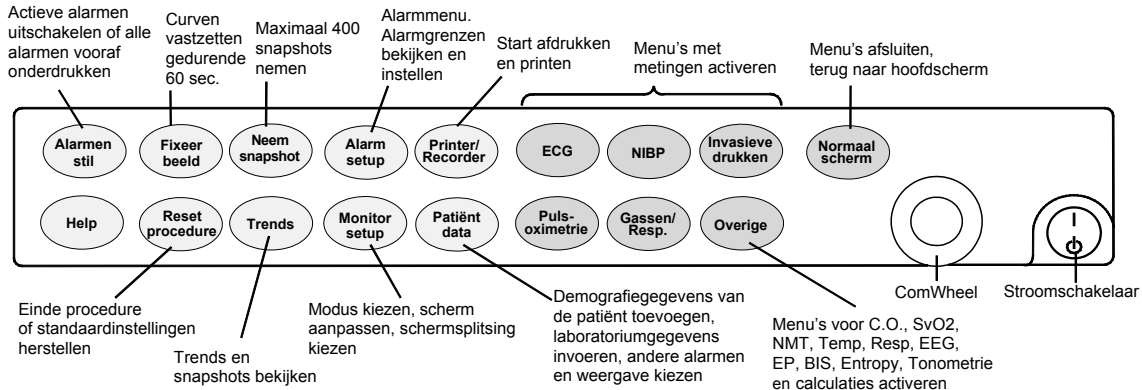 Actieve alarmen
uitschakelen of alle
alarmen vooraf
onderdrukken
Curven
vastzetten
gedurende
60 sec.
Maximaal 400
snapshots
nemen
Alarmmenu.
Alarmgrenzen
bekijken en
instellen
Start afdrukken
en printen
Menu’s met
metingen activeren
Menu’s afsluiten,
terug naar hoofdscherm
Alarmen
stil
Fixeer
beeld
Neem
snapshot
Alarm
setup
Printer/
Recorder
ECG
NIBP
Invasieve
drukken
Normaal
scherm
Help
Reset
procedure
Trends
Monitor
setup
Patiënt
data
Puls-
oximetrie
Gassen/
Resp.
Overige
Einde procedure
of standaardinstellingen
herstellen
Trends en
snapshots bekijken
Modus kiezen, scherm
aanpassen, schermsplitsing
kiezen
Demografiegegevens van
de patiënt toevoegen,
laboratoriumgegevens
invoeren, andere alarmen
en weergave kiezen
Menu’s voor C.O., SvO2,
NMT, Temp, Resp, EEG,
EP, BIS, Entropy, Tonometrie
en calculaties activeren
ComWheel
Stroomschakelaar